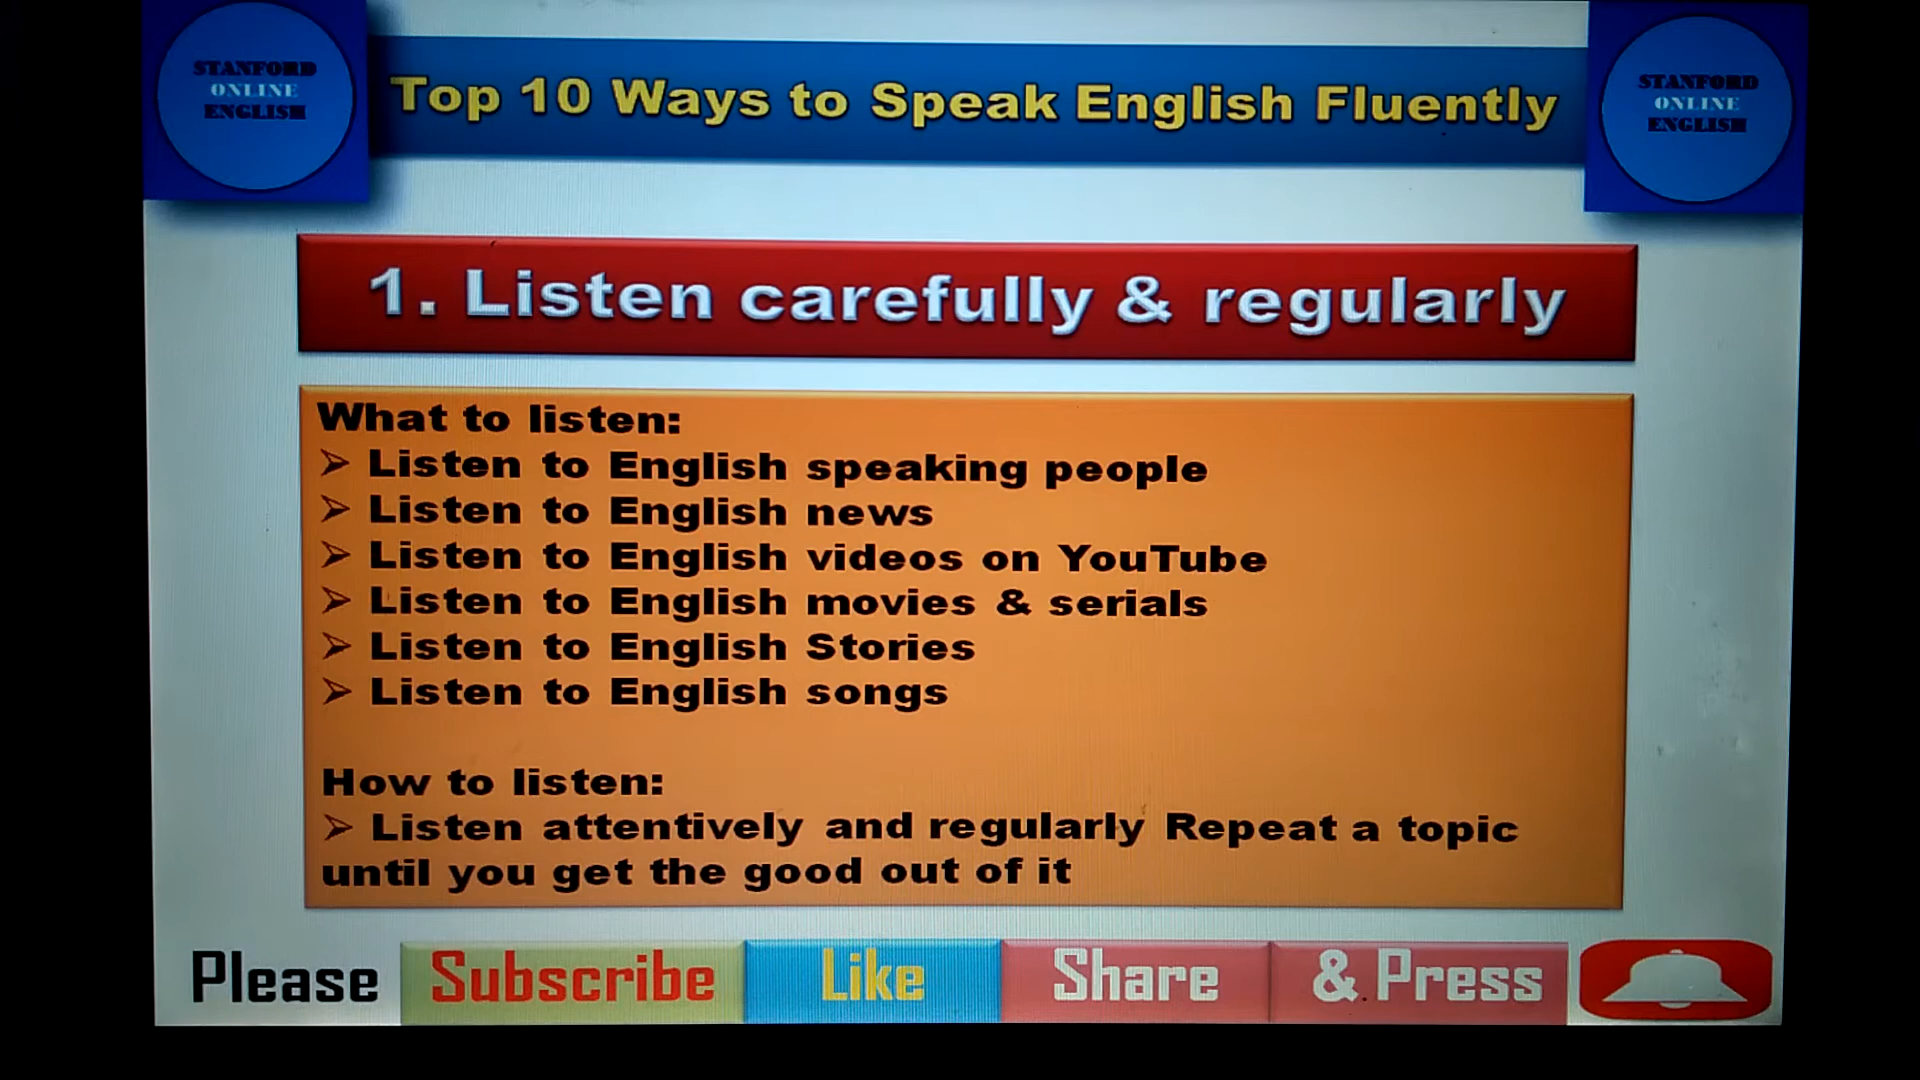 STANFORD
ONLINE
ENGLISH
Top 10 Ways to Speak English Fluently
STANFORD
ONLINE
ENGLISH
1. Listen carefully & regularly
What to listen:
➢ Listen to English speaking people
➢ Listen to English news
➢ Listen to English videos on YouTube
➢ Listen to English movies & serials
➢ Listen to English Stories
➢ Listen to English songs
How to listen:
➢ Listen attentively and regularly Repeat a topic
until you get the good out of it
Please Subscribe Like Share & Press